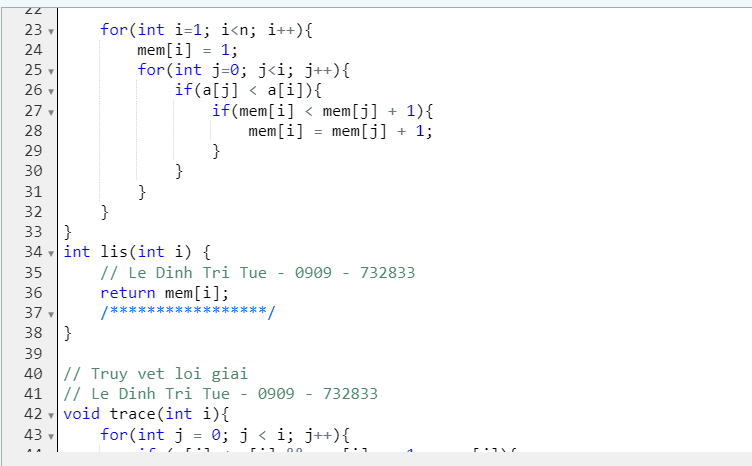 23 for(int i=1; i<n; i++){
24 mem[i] = 1;
25 for(int j=0; j<i; j++){
26 if(a[j] < a[i]){
27 if(mem[i] < mem[j] + 1){
28 mem[i] = mem[j] + 1;
29 }
30 }
31 }
32 }
33 }
34 int lis(int i) {
35 // Le Dinh Tri Tue - 0909 - 732833
36 return mem[i];
37 /*****************/
38 }
39
40 // Truy vet loi giai
41 // Le Dinh Tri Tue - 0909 - 732833
42 void trace(int i){
43 for(int j = 0; j < i; j++){